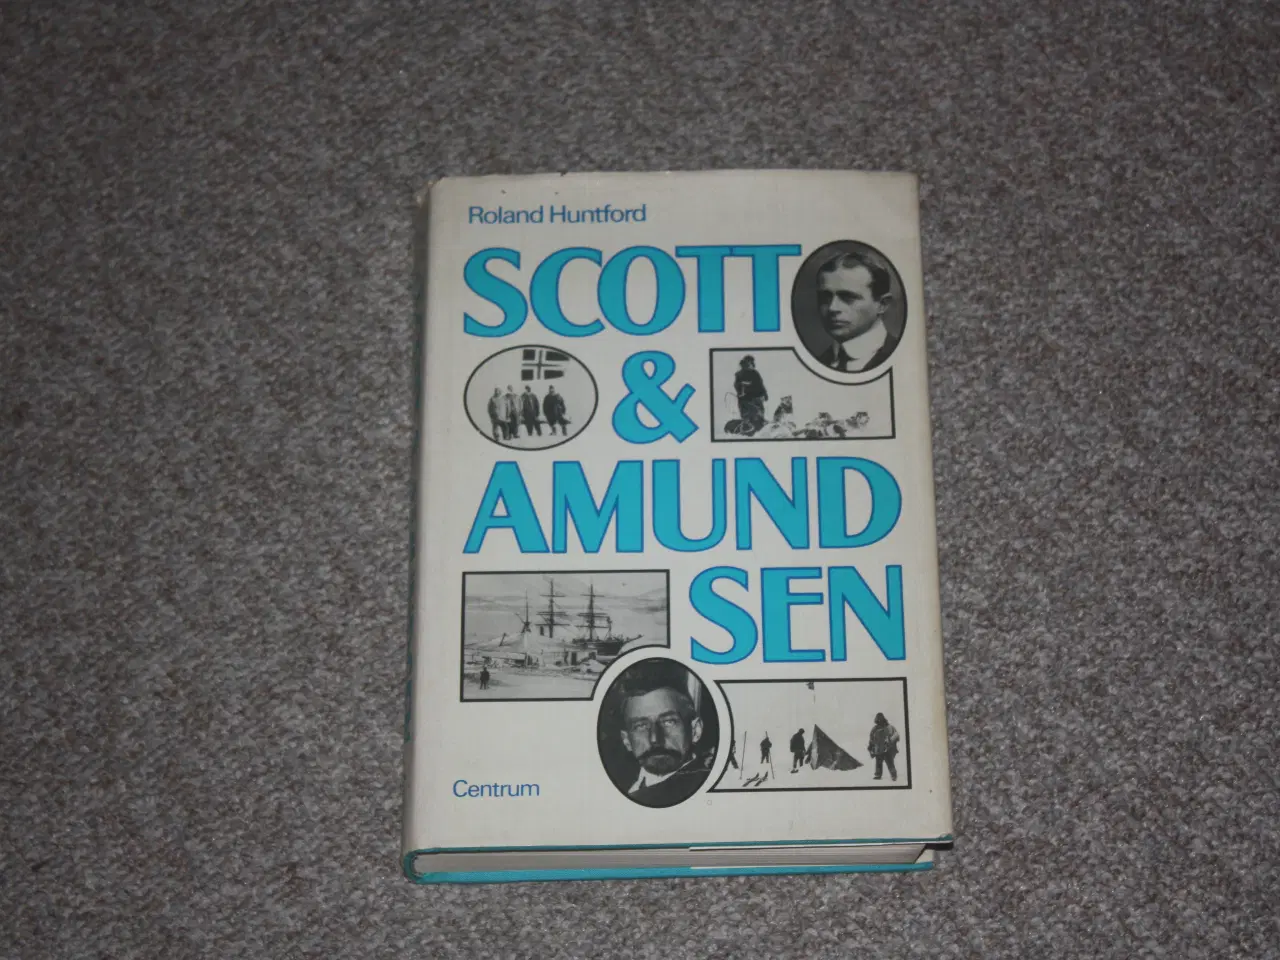 Roland Huntford
SCOTT
&
AMUND
SEN
Centrum